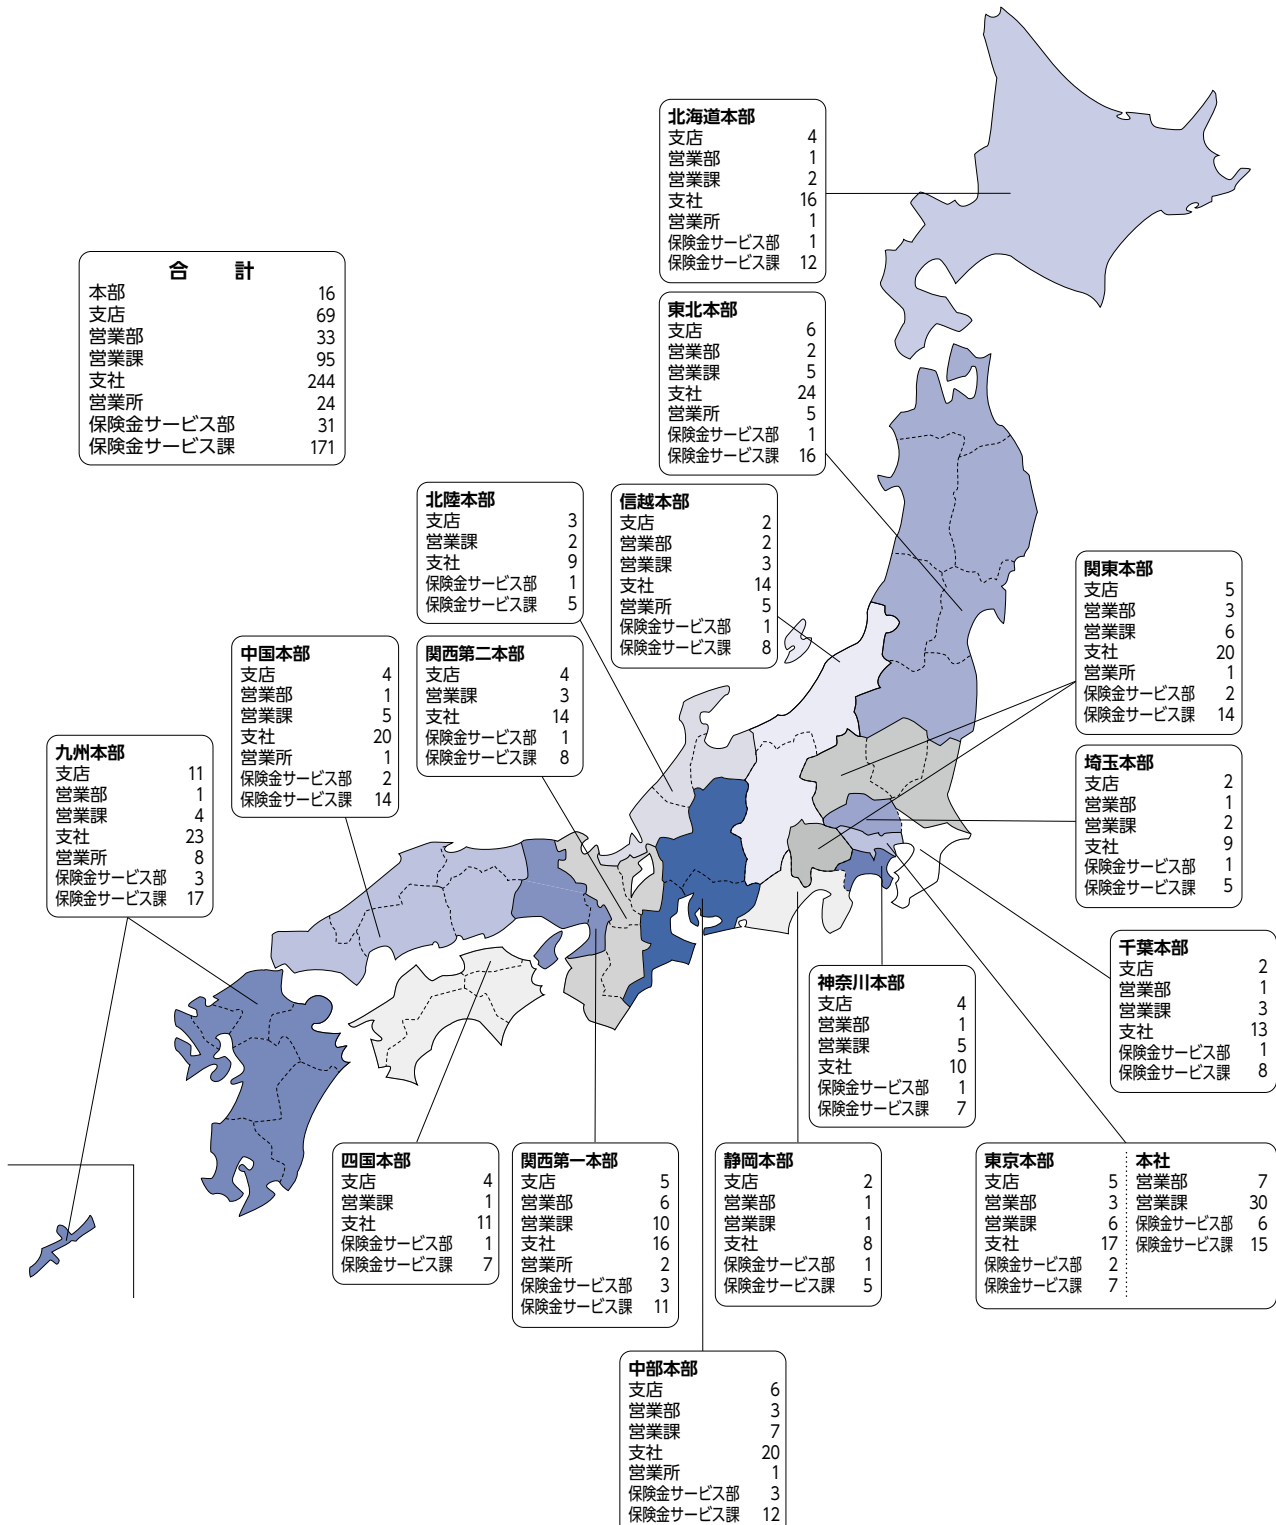 北海道本部
支店 4
営業部 1
営業課 2
支社 16
営業所 1
保険金サービス部 1
保険金サービス課 12
合 計
本部 16
支店 69
営業部 33
営業課 95
支社 244
営業所 24
保険金サービス部 31
保険金サービス課 171
東北本部
支店 6
営業部 2
営業課 5
支社 24
営業所 5
保険金サービス部 1
保険金サービス課 16
北陸本部
支店 3
営業課 2
支社 9
保険金サービス部 1
保険金サービス課 5
信越本部
支店 2
営業部 2
営業課 3
支社 14
営業所 5
保険金サービス部 1
保険金サービス課 8
関東本部
支店 5
営業部 3
営業課 6
支社 20
営業所 1
保険金サービス部 2
保険金サービス課 14
中国本部
支店 4
営業部 1
営業課 5
支社 20
営業所 1
保険金サービス部 2
保険金サービス課 14
関西第二本部
支店 4
営業課 3
支社 14
保険金サービス部 1
保険金サービス課 8
九州本部
支店 11
営業部 1
営業課 4
支社 23
営業所 8
保険金サービス部 3
保険金サービス課 17
埼玉本部
支店 2
営業部 1
営業課 2
支社 9
保険金サービス部 1
保険金サービス課 5
千葉本部
支店 2
営業部 1
営業課 3
支社 13
保険金サービス部 1
保険金サービス課 8
神奈川本部
支店 4
営業部 1
営業課 5
支社 10
保険金サービス部 1
保険金サービス課 7
四国本部
支店 4
営業課 1
支社 11
保険金サービス部 1
保険金サービス課 7
関西第一本部
支店 5
営業部 6
営業課 10
支社 16
営業所 2
保険金サービス部 3
保険金サービス課 11
静岡本部
支店 2
営業部 1
営業課 1
支社 8
保険金サービス部 1
保険金サービス課 5
東京本部
支店 5
営業部 3
営業課 6
支社 17
保険金サービス部 2
保険金サービス課 7
本社
営業部 7
営業課 30
保険金サービス部 6
保険金サービス課 15
中部本部
支店 6
営業部 3
営業課 7
支社 20
営業所 1
保険金サービス部 3
保険金サービス課 12